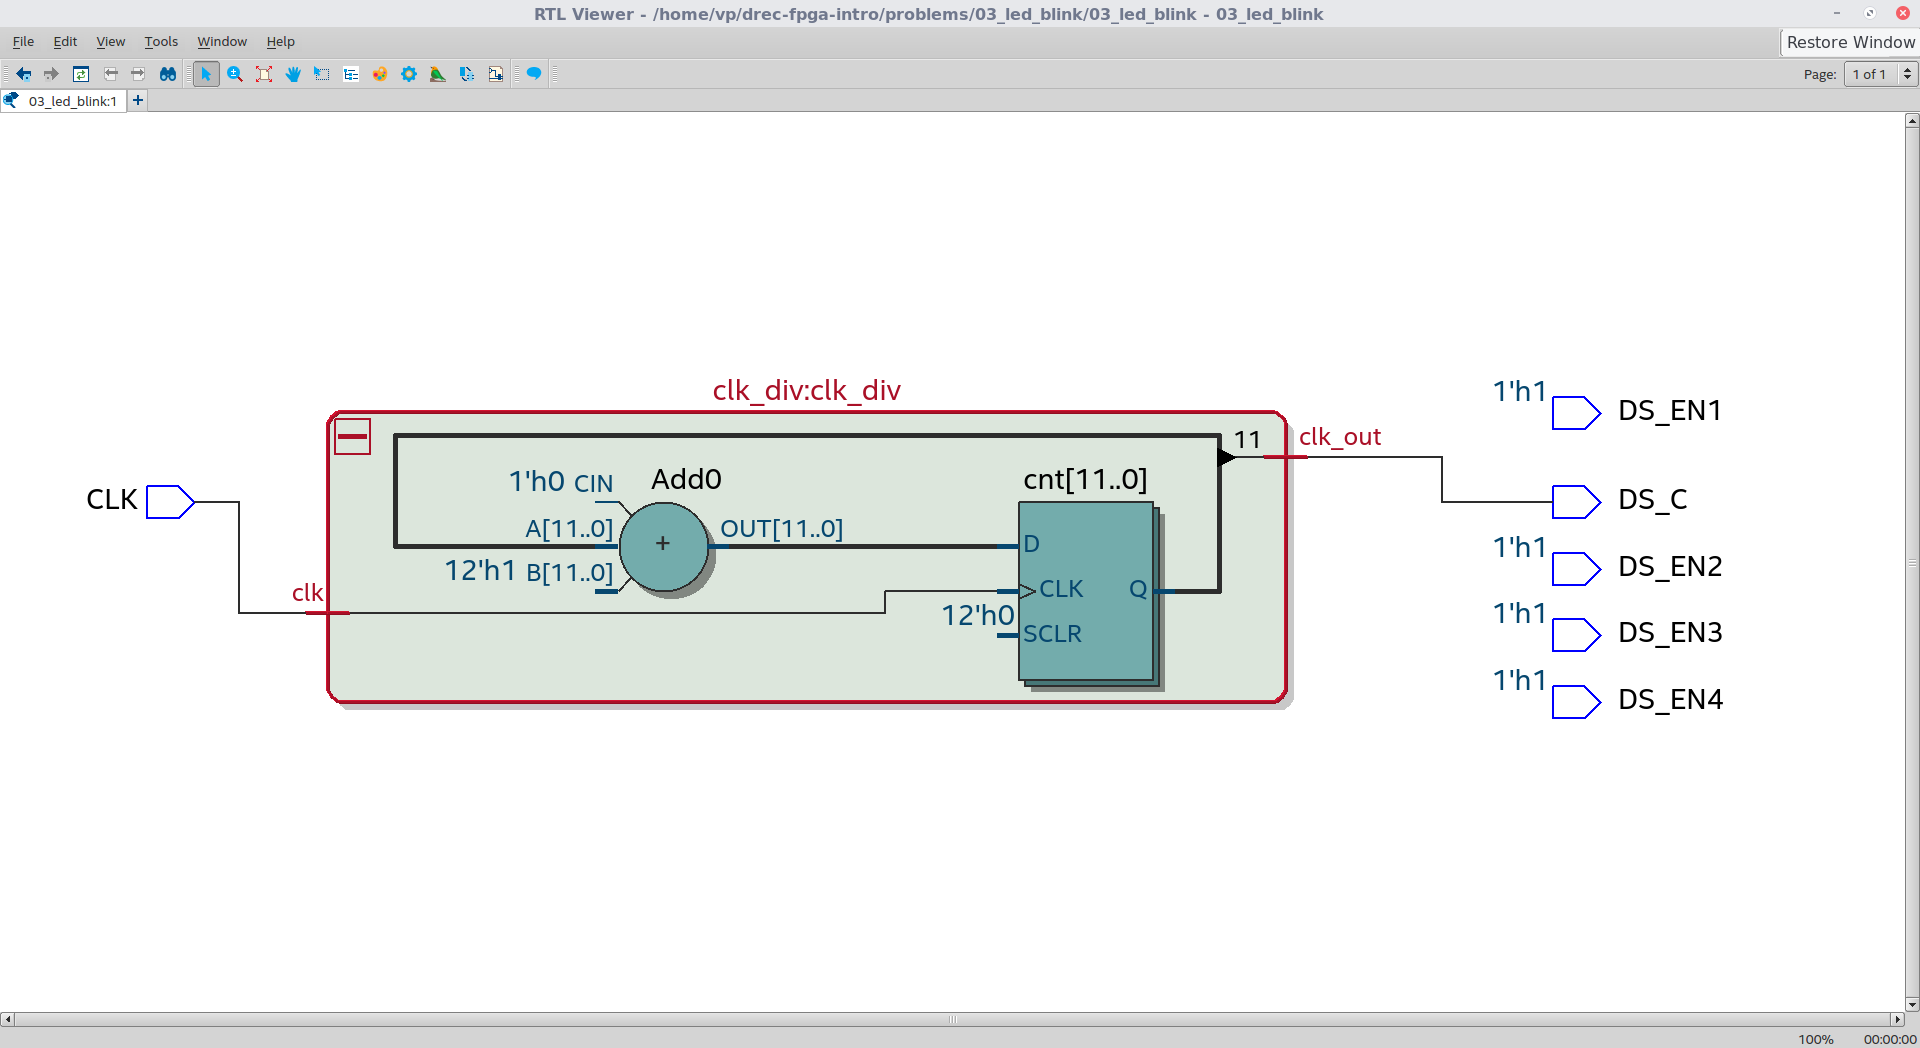 RTL Viewer - /home/vp/drec-fpga-intro/problems/03_led_blink/03_led_blink - 03_led_blink
File Edit View Tools Window Help
Restore Window
Page: 1 of 1
03_led_blink:1
clk_div:clk_div
1'h1
DS_EN1
11
clk_out
1'h0 CIN
Add0
cnt[11..0]
CLK
DS_C
A[11..0]
OUT[11..0]
+
D
1'h1
DS_EN2
12'h1 B[11..0]
clk
CLK
Q
12'h0
SCLR
1'h1
DS_EN3
1'h1
DS_EN4
100% 00:00:00